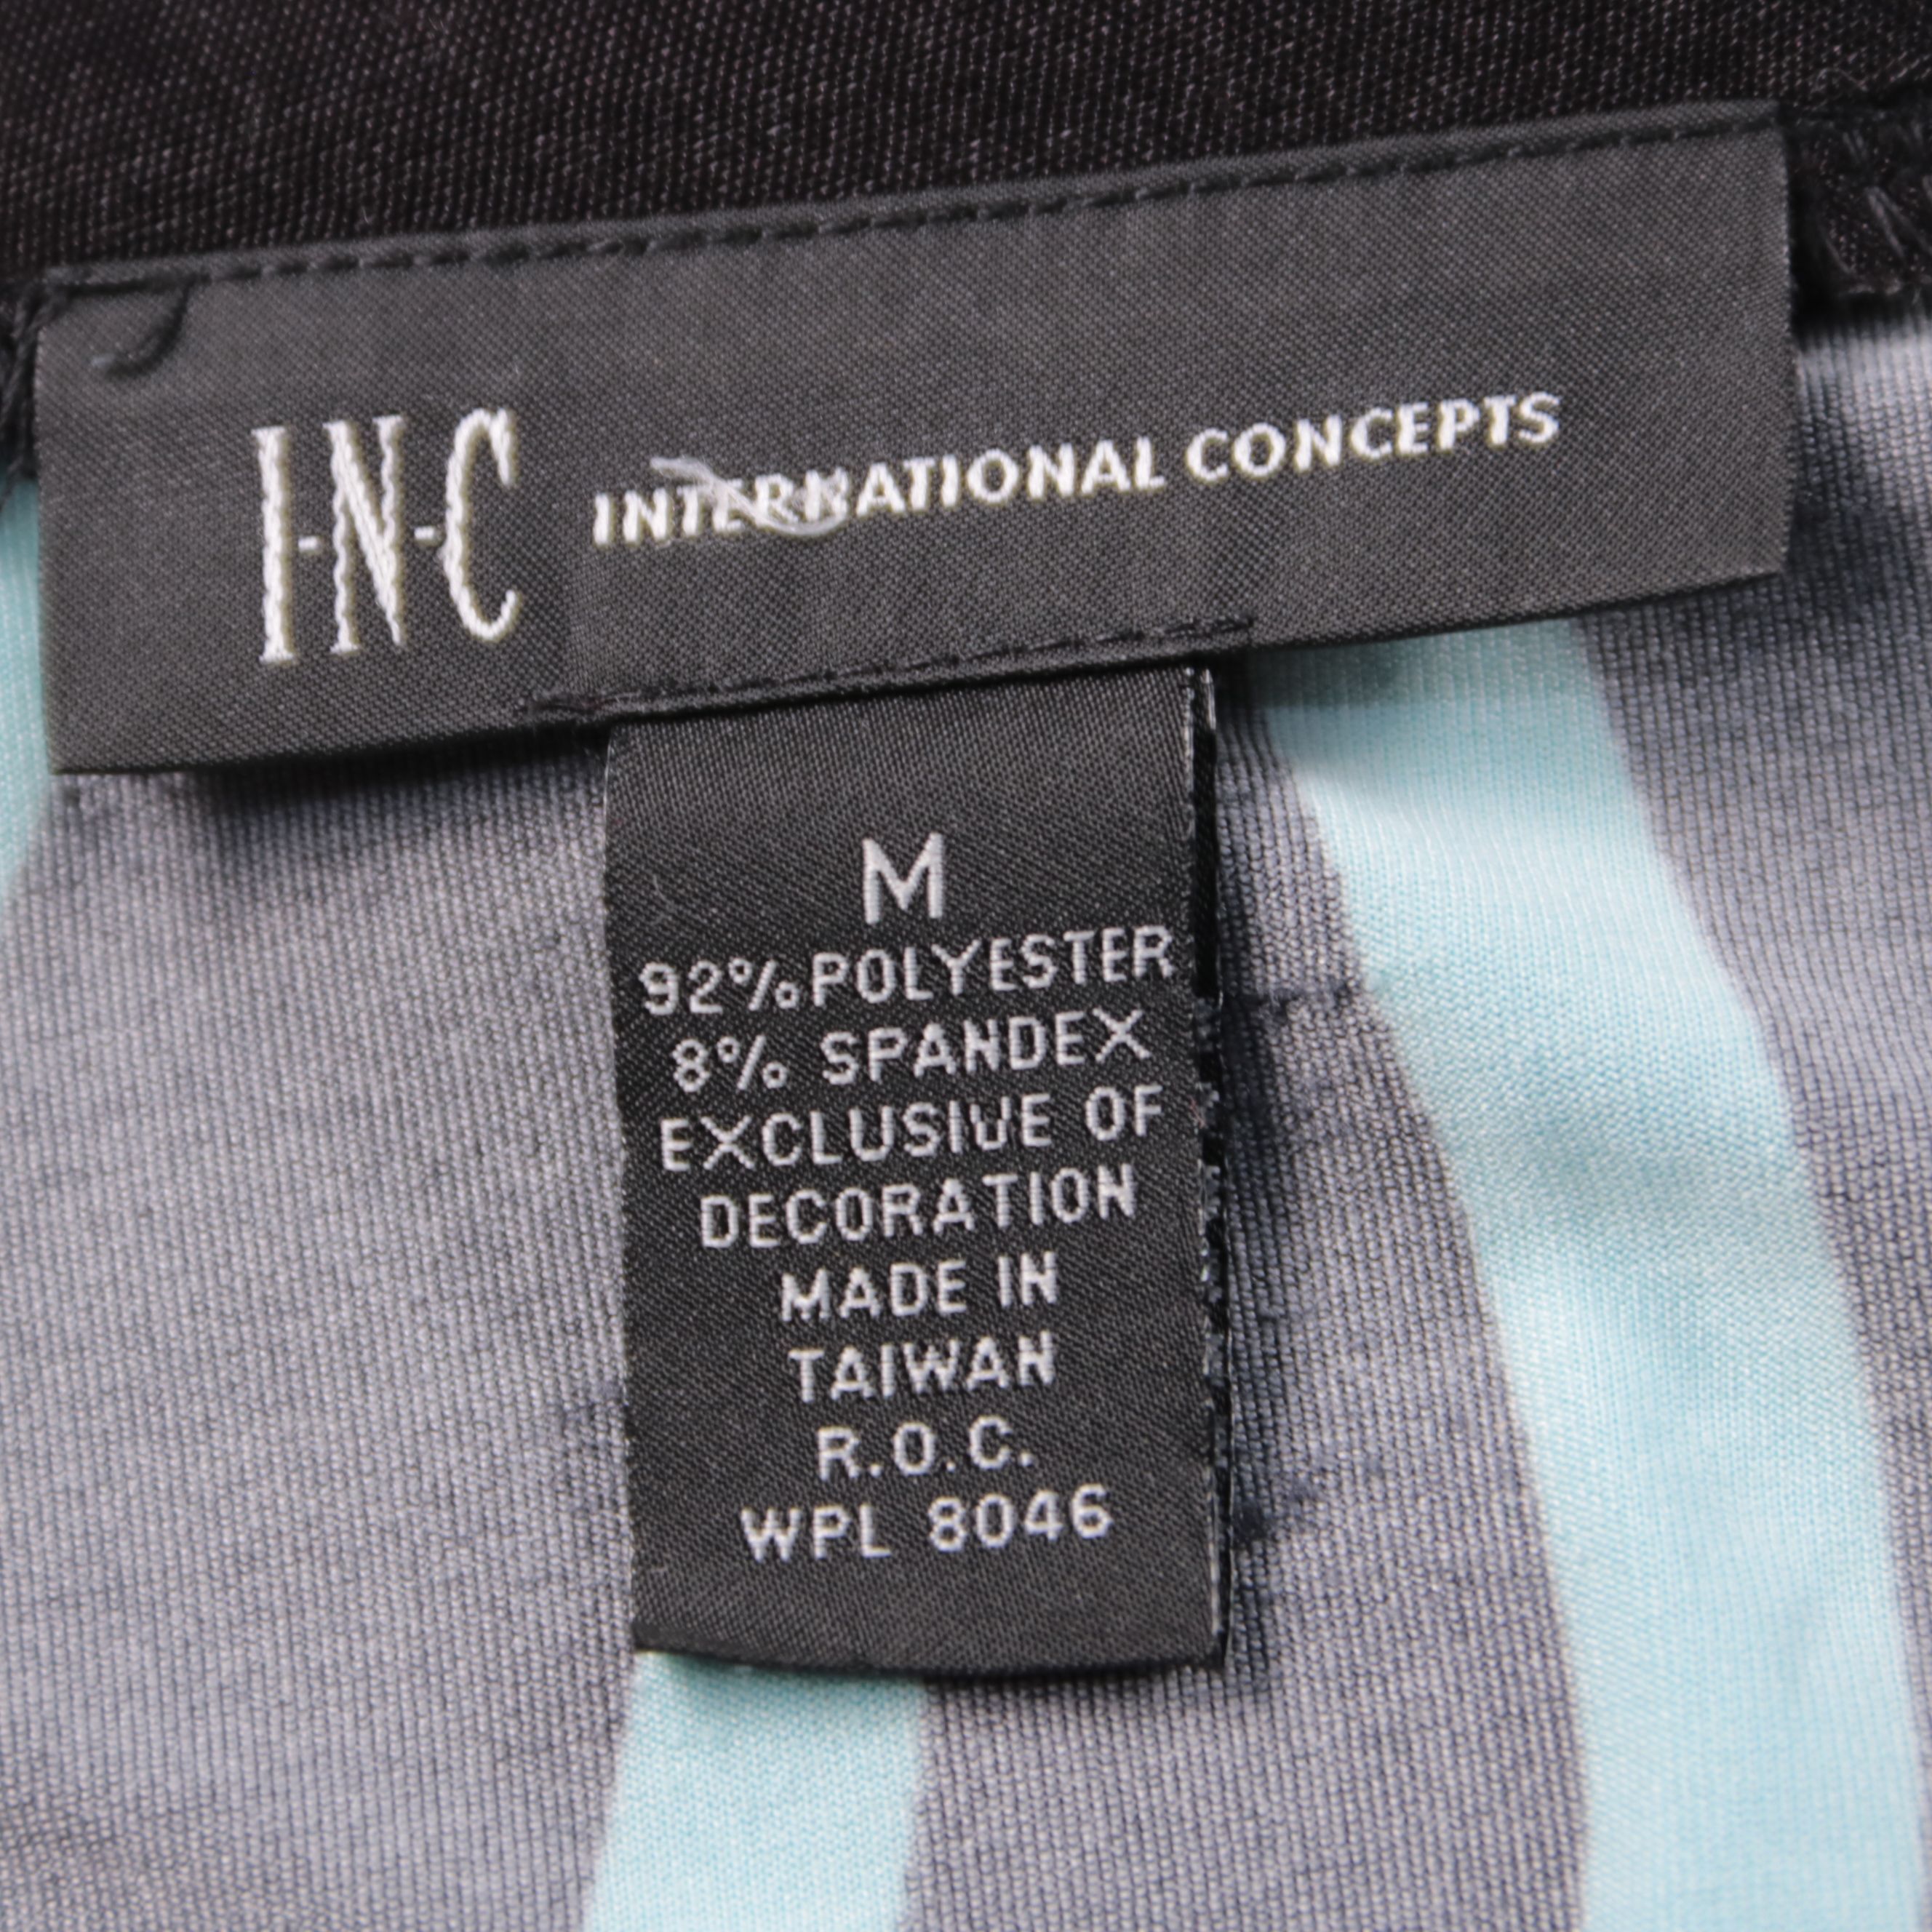 I-N-C INTERNATIONAL CONCEPTS
M
92% POLYESTER
8% SPANDEX
EXCLUSIVE OF
DECORATION
MADE IN
TAIWAN
R.O.C.
WPL 8046